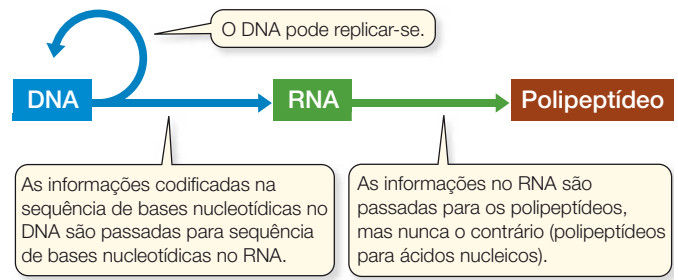 O DNA pode replicar-se.
DNA
RNA
Polipeptídeo
As informações codificadas na
sequência de bases nucleotídicas no
DNA são passadas para sequência
de bases nucleotídicas no RNA.
As informações no RNA são
passadas para os polipeptídeos,
mas nunca o contrário (polipeptídeos
para ácidos nucleicos).